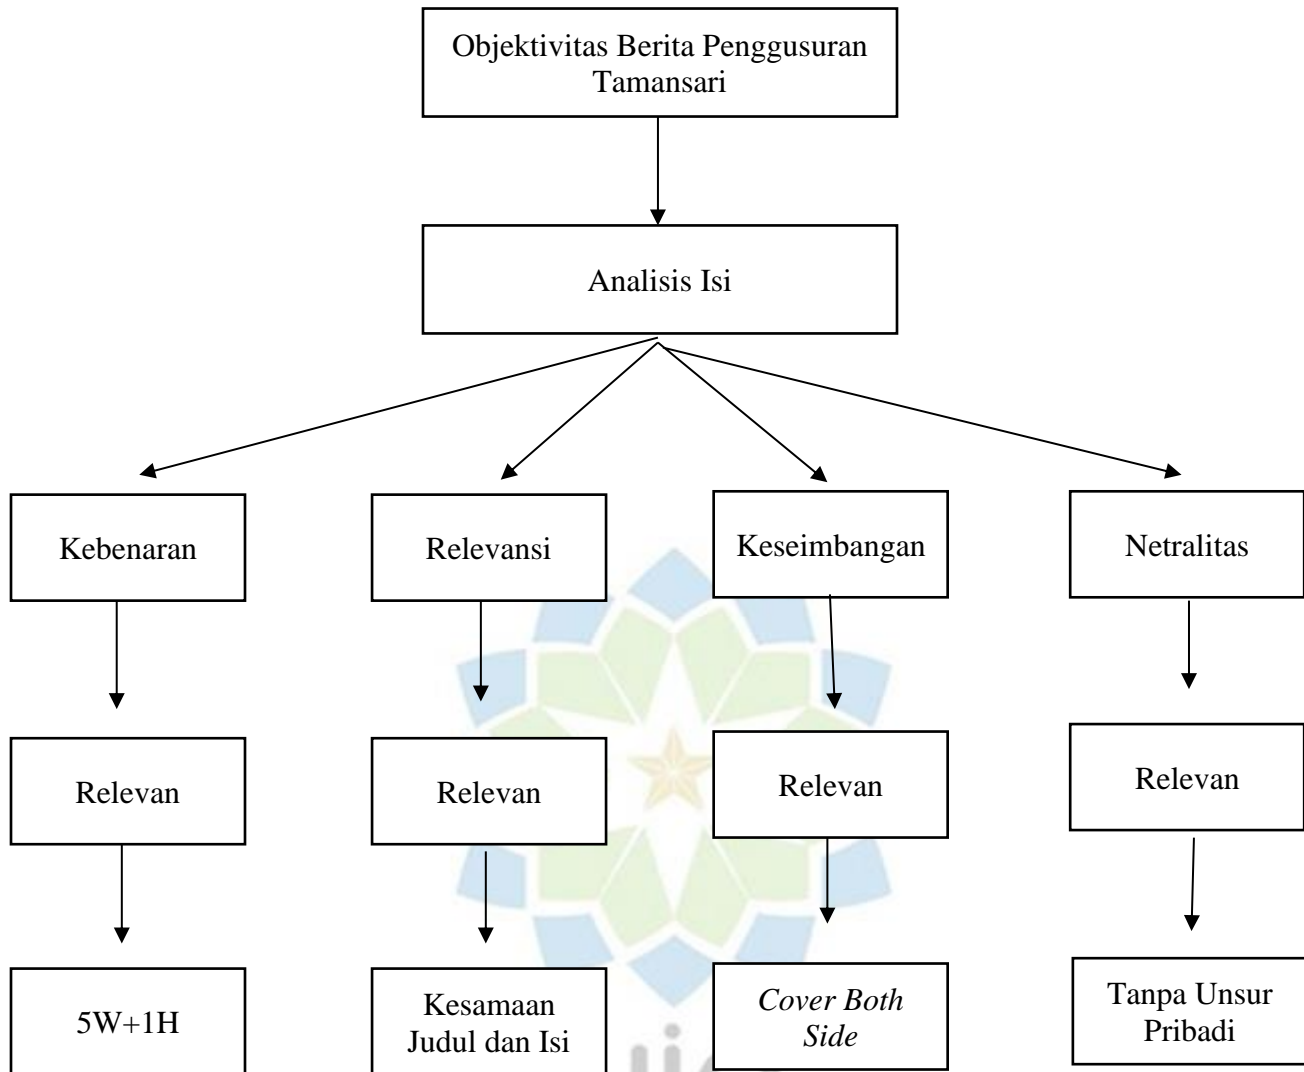 Objektivitas Berita Penggusuran
Tamansari
Analisis Isi
Kebenaran
Relevansi
Keseimbangan
Netralitas
Relevan
Relevan
Relevan
Relevan
5W+1H
Kesamaan
Judul dan Isi
Cover Both
Side
Tanpa Unsur
Pribadi